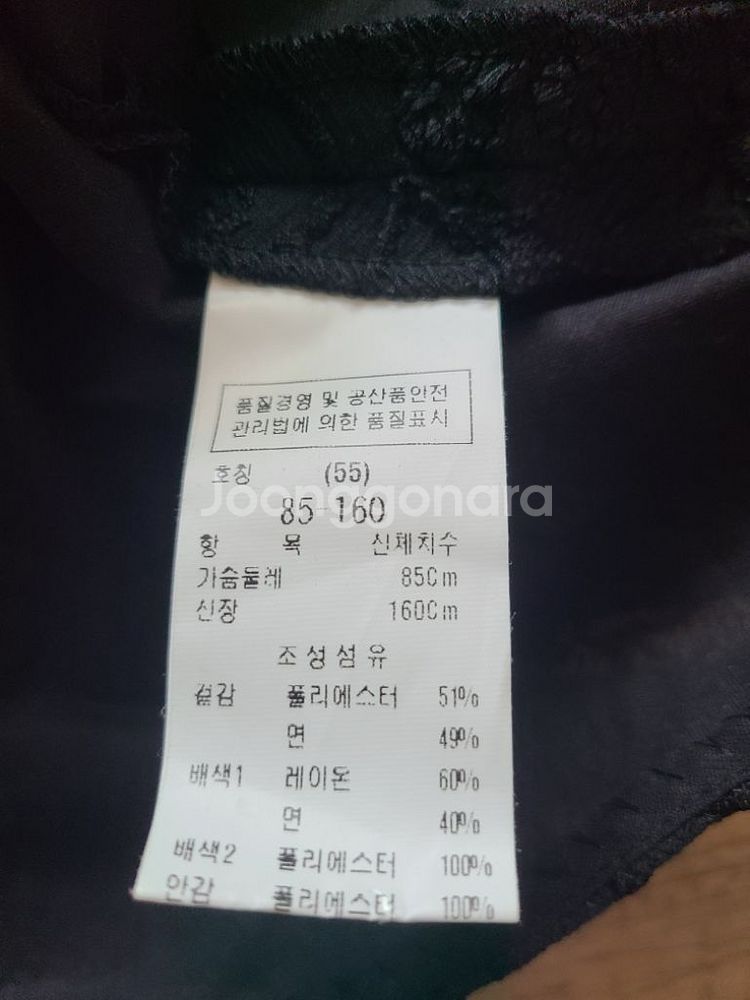 품질경영 및 공산품안전
관리법에 의한 품질표시
호칭 (55)
85-160
Joonggonara
항 목 신체치수
가슴둘레 85Cm
신장 160Cm
조성섬유
겉감 폴리에스터 51%
면 49%
배색1 레이온 60%
면 40%
배색2 폴리에스터 100%
안감 폴리에스터 100%